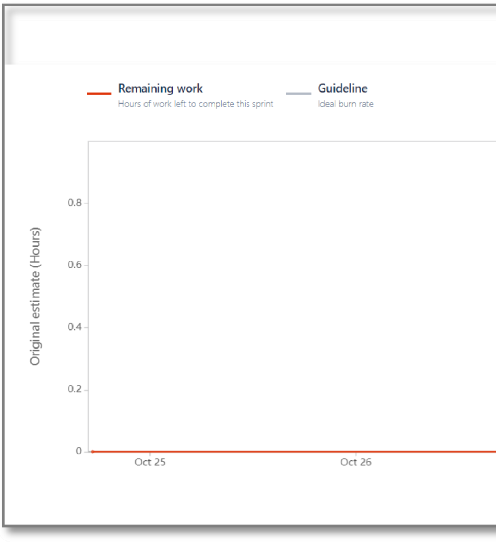 Remaining work
Hours of work left to complete this sprint
Guideline
Ideal burn rate
Original estimate (Hours)
0.8
0.6
0.4
0.2
0
Oct 25
Oct 26